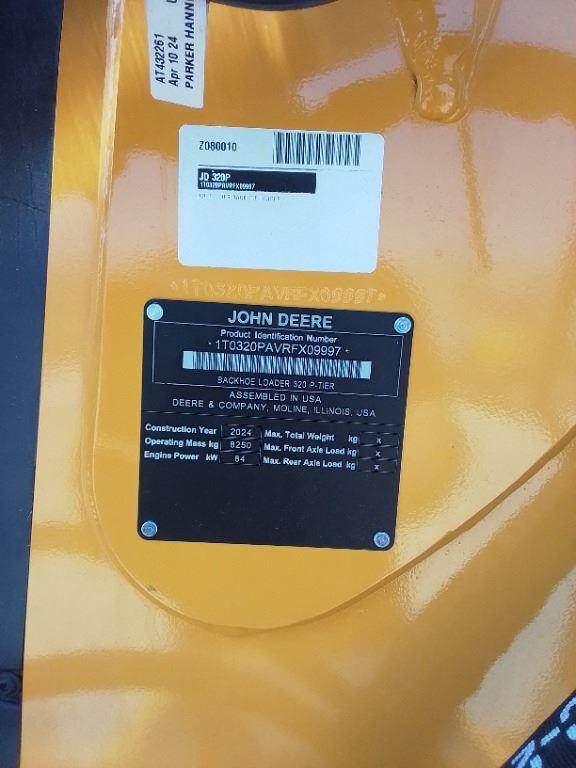 AT432261
Apr 10 24
PARKER HANNI
Z080010
JD 320P
1T0320PAVRFX09997
*1T0320PAVRFX09997*
JOHN DEERE
Product Identification Number
* 1T0320PAVRFX09997 *
BACKHOE LOADER 320 P-TIER
ASSEMBLED IN USA
DEERE & COMPANY, MOLINE, ILLINOIS, USA
Construction Year 2024 Max. Total Weight kg x
Operating Mass kg 8250 Max. Front Axle Load kg x
Engine Power kW 84 Max. Rear Axle Load kg x